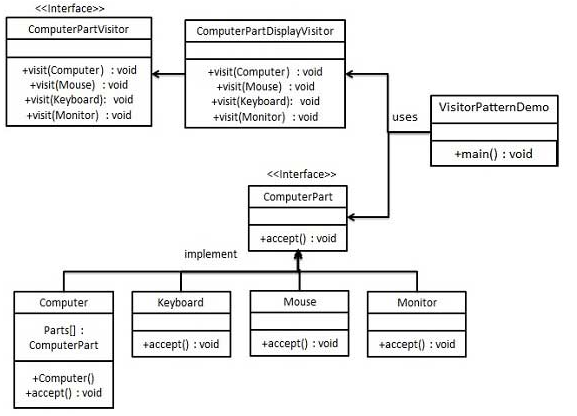 <<Interface>>
ComputerPartVisitor
+visit(Computer) : void
+visit(Mouse) : void
+visit(Keyboard): void
+visit(Monitor) : void
ComputerPartDisplayVisitor
+visit(Computer) : void
+visit(Mouse) : void
+visit(Keyboard): void
+visit(Monitor) : void
uses
VisitorPatternDemo
+main() : void
<<Interface>>
ComputerPart
+accept() : void
implement
Computer
Parts[] :
ComputerPart
+Computer()
+accept() : void
Keyboard
+accept() : void
Mouse
+accept() : void
Monitor
+accept() : void